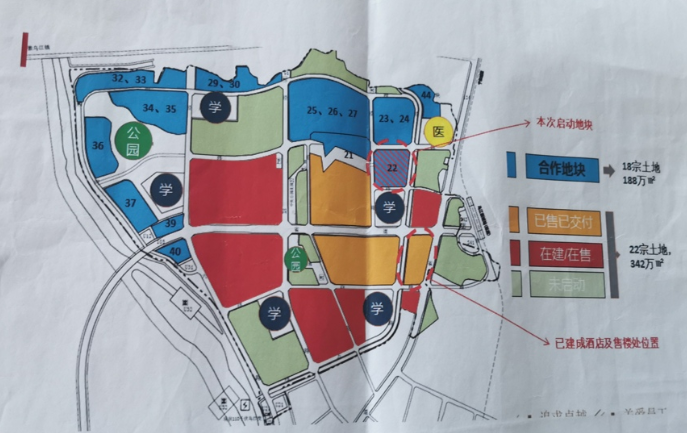 32、33
29、30
34、35
学
25、26、27
44
23、24
本次启动地块
公
园
医
36
21
22
合作地块
18宗土地
188万㎡
学
37
学
39
已售已交付
40
公
园
在建/在售
22宗土地,
342万㎡
未启动
学
学
已建成酒店及售楼处位置